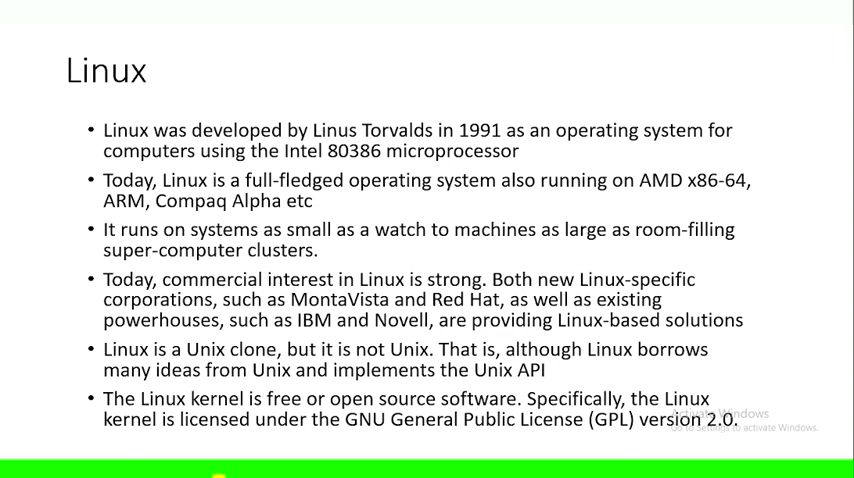 Linux
• Linux was developed by Linus Torvalds in 1991 as an operating system for
computers using the Intel 80386 microprocessor
• Today, Linux is a full-fledged operating system also running on AMD x86-64,
ARM, Compaq Alpha etc
• It runs on systems as small as a watch to machines as large as room-filling
super-computer clusters.
• Today, commercial interest in Linux is strong. Both new Linux-specific
corporations, such as MontaVista and Red Hat, as well as existing
powerhouses, such as IBM and Novell, are providing Linux-based solutions
• Linux is a Unix clone, but it is not Unix. That is, although Linux borrows
many ideas from Unix and implements the Unix API
• The Linux kernel is free or open source software. Specifically, the Linux
kernel is licensed under the GNU General Public License (GPL) version 2.0.
Activate Windows
Go to Settings to activate Windows.